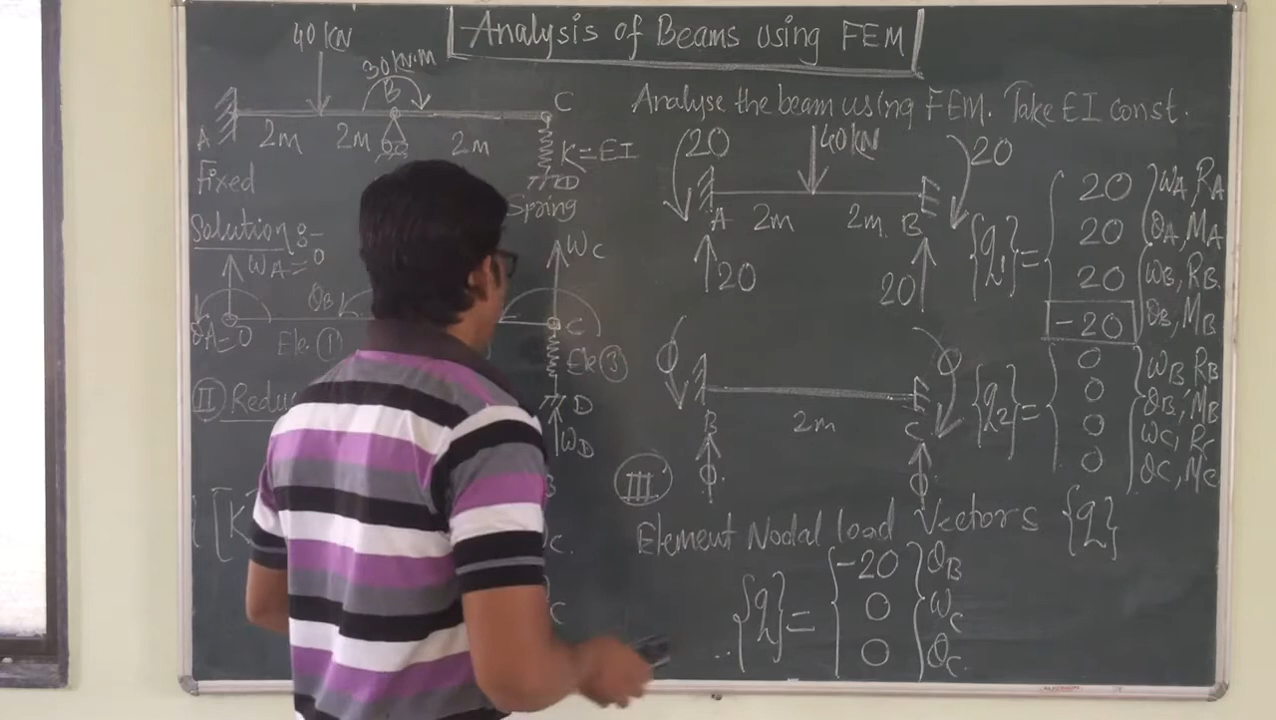 Analysis of Beams using FEM
40 kN
30 kN.m
B
C
A
2m
2m
2m
K=EI
D
Fixed
Spring
Solution:-
wA=0
wC
θB
θA=0
Ele. ①
C
Ele ③
D
wD
II Redu
[K
B
C.
C
Analyse the beam using FEM. Take EI const.
20
40 kN
20
A
2m
2m
B
20
20
{q1}=
20 wA, RA
20 θA, MA
20 wB, RB.
-20 θB, MB
0
0
B
2m
C
0
0
{q2}=
0 wB, RB
0 θB, MB
0 wC, RC
0 θC, MC
III
Element Nodal load Vectors {q}
{q}=
-20 θB
0 wC
0 θC.